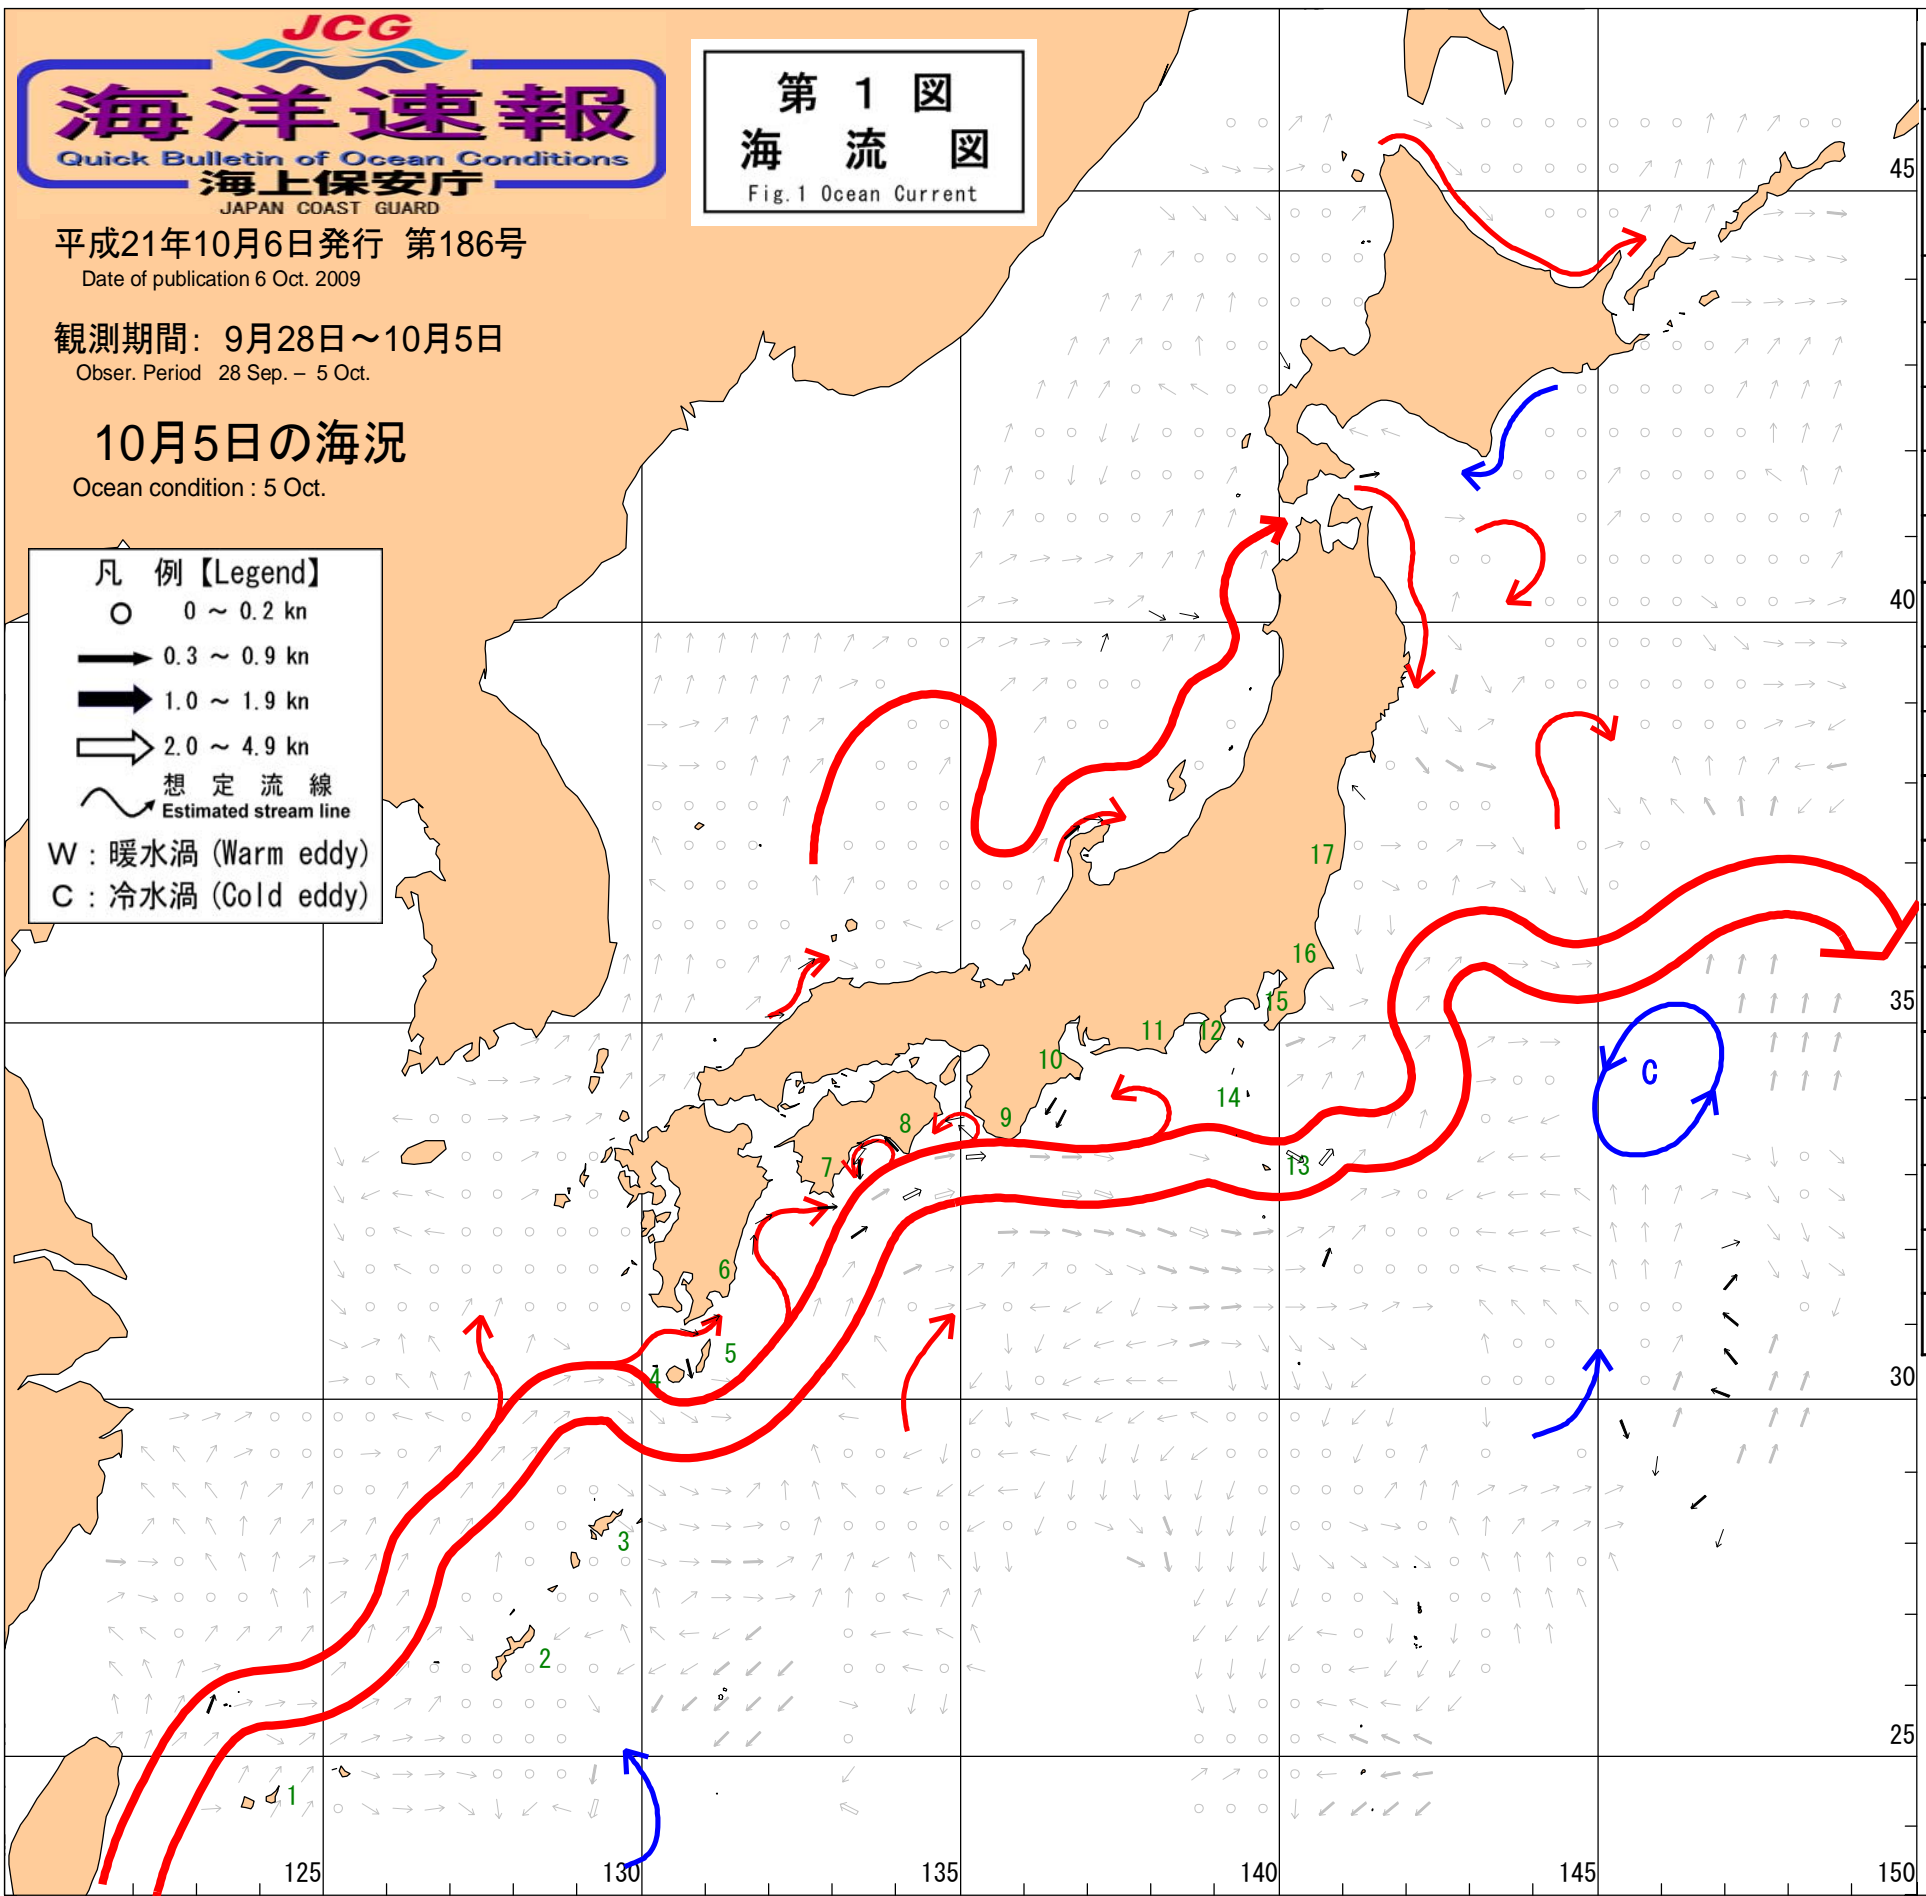 JCG
海洋速報
Quick Bulletin of Ocean Conditions
海上保安庁
JAPAN COAST GUARD
第 1 図
海 流 図
Fig.1 Ocean Current
平成21年10月6日発行 第186号
Date of publication 6 Oct. 2009
観測期間: 9月28日～10月5日
Obser. Period 28 Sep. – 5 Oct.
10月5日の海況
Ocean condition : 5 Oct.
凡 例【Legend】
0 ～ 0.2 kn
0.3 ～ 0.9 kn
1.0 ～ 1.9 kn
2.0 ～ 4.9 kn
想 定 流 線
Estimated stream line
W : 暖水渦 (Warm eddy)
C : 冷水渦 (Cold eddy)
45
40
17
16
35
15
11
12
10
C
14
8
9
7
13
6
5
4
30
3
2
25
1
125
130
135
140
145
150